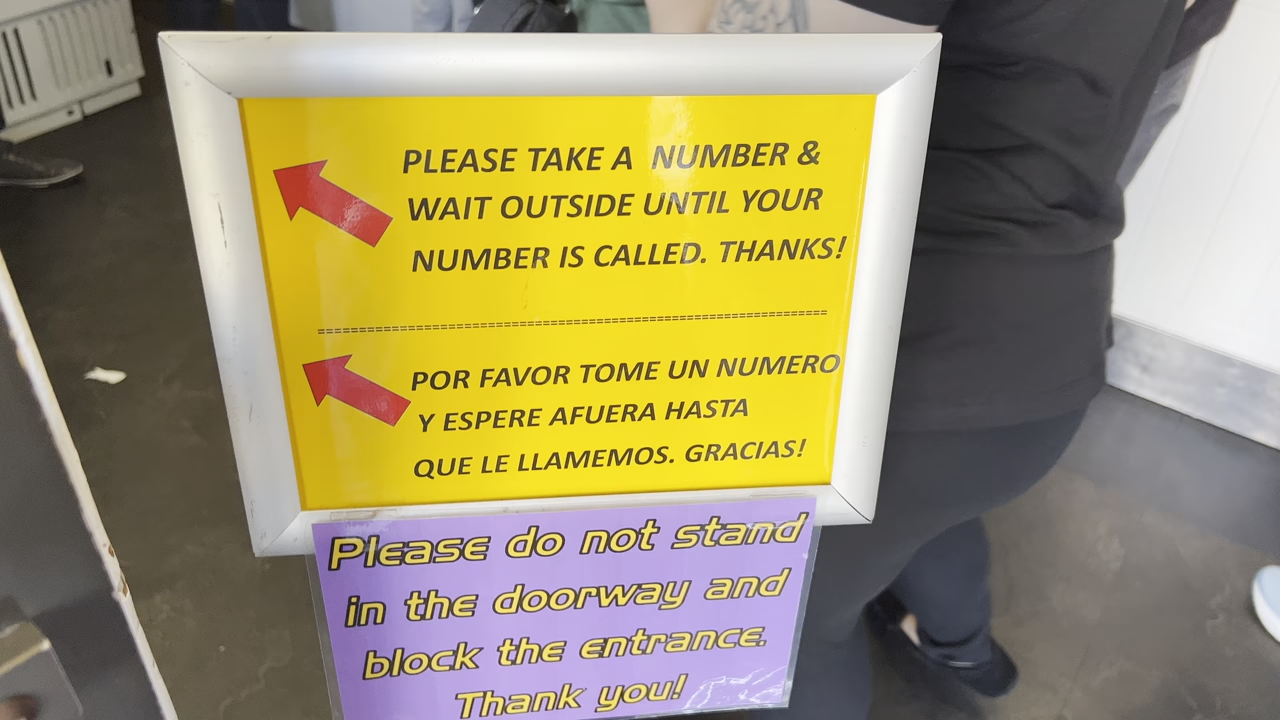 PLEASE TAKE A NUMBER &
WAIT OUTSIDE UNTIL YOUR
NUMBER IS CALLED. THANKS!
POR FAVOR TOME UN NUMERO
Y ESPERE AFUERA HASTA
QUE LE LLAMEMOS. GRACIAS!
Please do not stand
in the doorway and
block the entrance.
Thank you!